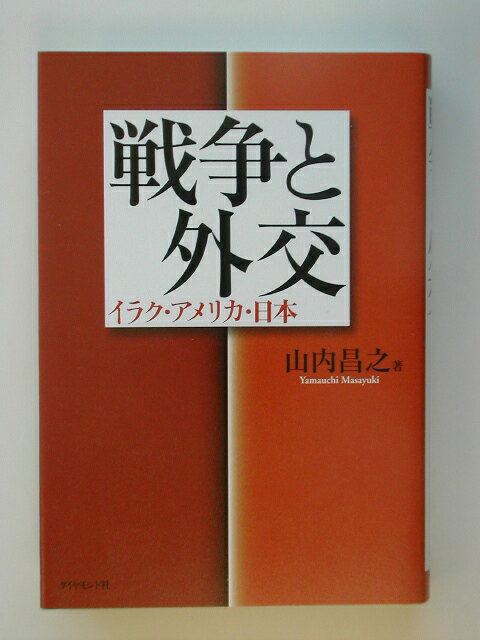 戦争と
外交
イラク・アメリカ・日本
山内昌之著
Yamauchi Masayuki
ダイヤモンド社